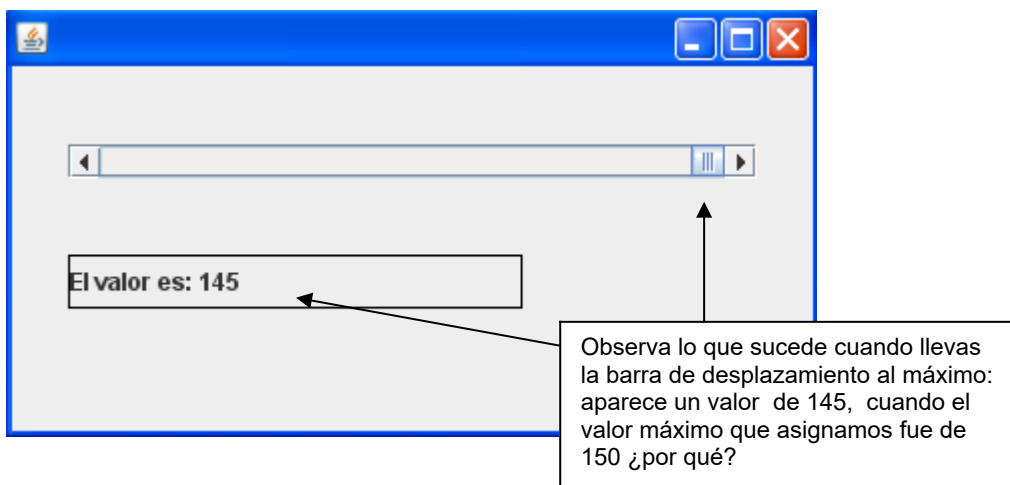 El valor es: 145
Observa lo que sucede cuando llevas
la barra de desplazamiento al máximo:
aparece un valor de 145, cuando el
valor máximo que asignamos fue de
150 ¿por qué?